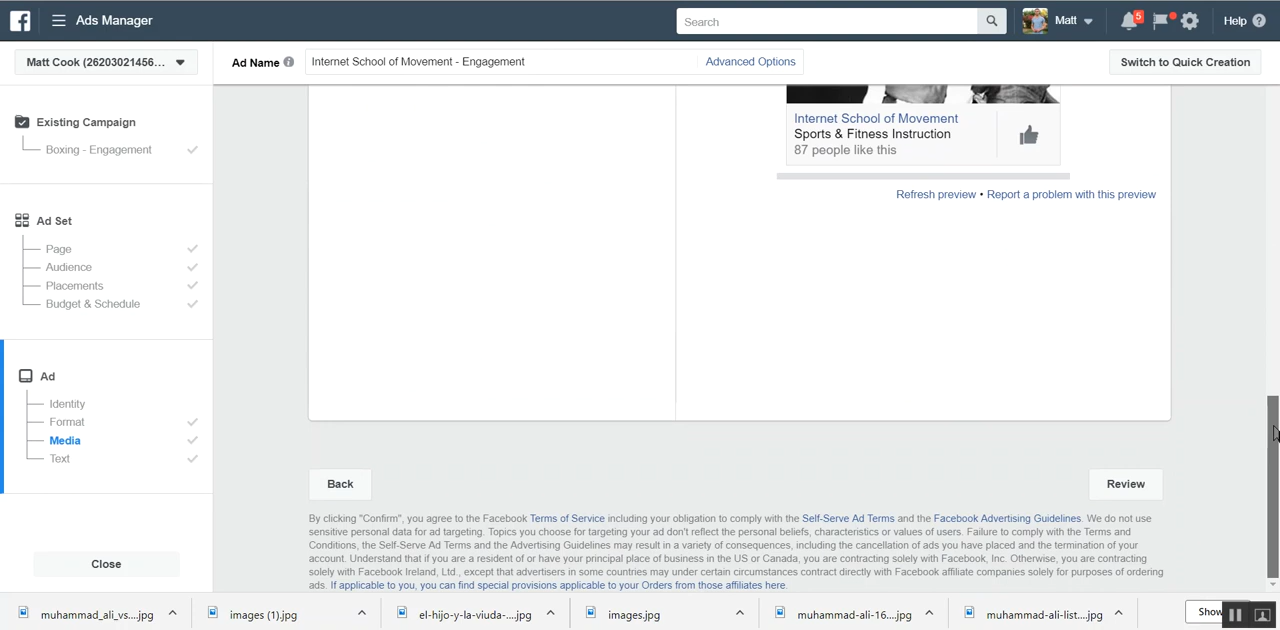 Ads Manager
Search
Matt
5
Help
Matt Cook (26203021456...
Ad Name
Internet School of Movement - Engagement
Advanced Options
Switch to Quick Creation
Existing Campaign
Boxing - Engagement
Ad Set
Page
Audience
Placements
Budget & Schedule
Ad
Identity
Format
Media
Text
Close
Internet School of Movement
Sports & Fitness Instruction
87 people like this
Refresh preview • Report a problem with this preview
Back
Review
By clicking "Confirm", you agree to the Facebook Terms of Service including your obligation to comply with the Self-Serve Ad Terms and the Facebook Advertising Guidelines. We do not use
sensitive personal data for ad targeting. Topics you choose for targeting your ad don't reflect the personal beliefs, characteristics or values of users. Failure to comply with the Terms and
Conditions, the Self-Serve Ad Terms and the Advertising Guidelines may result in a variety of consequences, including the cancellation of ads you have placed and the termination of your
account. Understand that if you are a resident of or have your principal place of business in the US or Canada, you are contracting solely with Facebook, Inc. Otherwise, you are contracting
solely with Facebook Ireland, Ltd., except that advertisers in some countries may under certain circumstances contract directly with Facebook affiliate companies solely for purposes of ordering
ads. If applicable to you, you can find special provisions applicable to your Orders from those affiliates here.
muhammad_ali_vs....jpg
images (1).jpg
el-hijo-y-la-viuda-....jpg
images.jpg
muhammad-ali-16....jpg
muhammad-ali-list....jpg